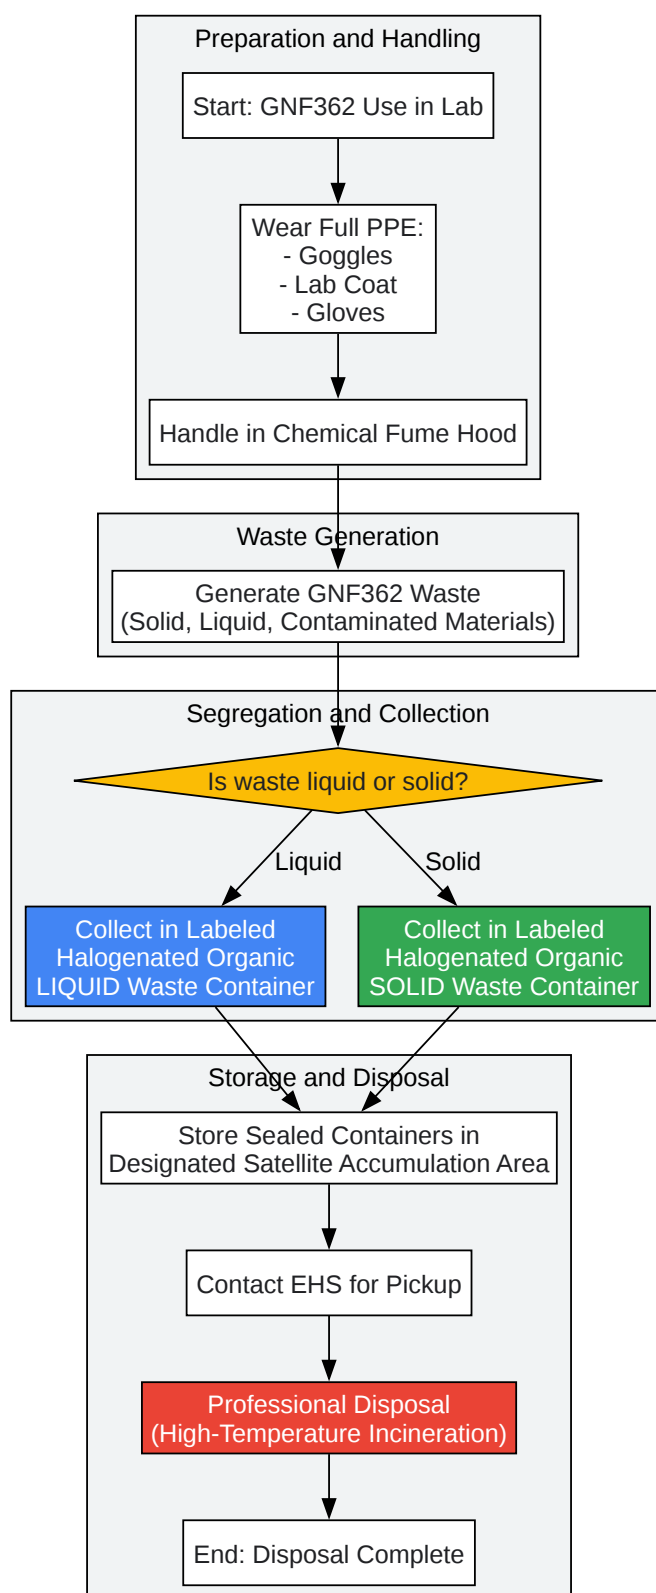 Preparation and Handling
Start: GNF362 Use in Lab
Wear Full PPE:
- Goggles
- Lab Coat
- Gloves
Handle in Chemical Fume Hood
Waste Generation
Generate GNF362 Waste
(Solid, Liquid, Contaminated Materials)
Segregation and Collection
Is waste liquid or solid?
Liquid
Solid
Collect in Labeled
Halogenated Organic
LIQUID Waste Container
Collect in Labeled
Halogenated Organic
SOLID Waste Container
Storage and Disposal
Store Sealed Containers in
Designated Satellite Accumulation Area
Contact EHS for Pickup
Professional Disposal
(High-Temperature Incineration)
End: Disposal Complete